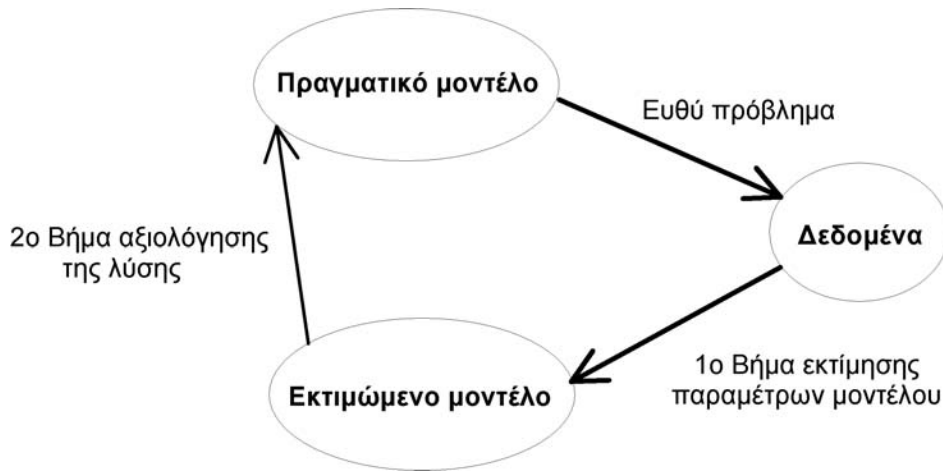 Πραγματικό μοντέλο
Ευθύ πρόβλημα
Δεδομένα
2ο Βήμα αξιολόγησης
της λύσης
1ο Βήμα εκτίμησης
παραμέτρων μοντέλου
Εκτιμώμενο μοντέλο